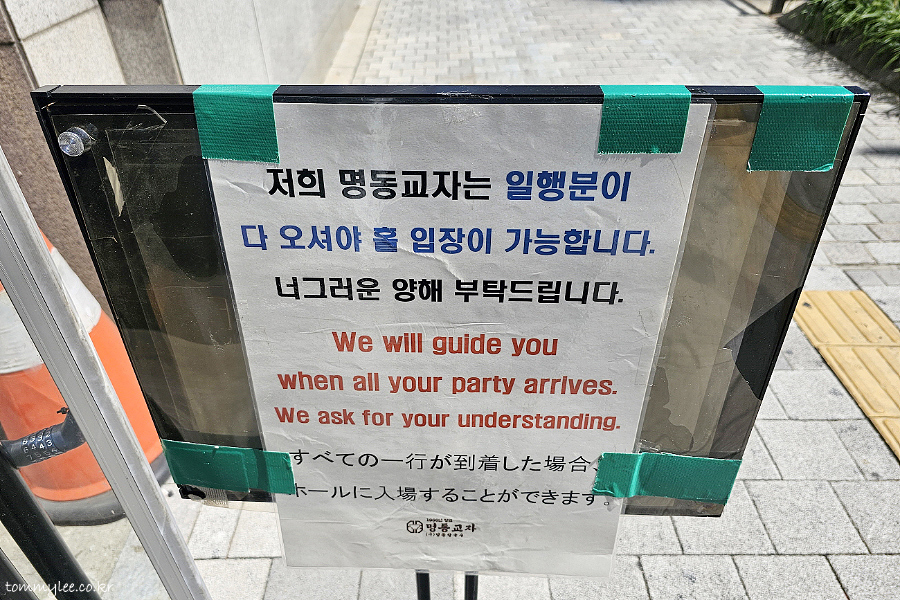 저희 명동교자는 일행분이
다 오셔야 홀 입장이 가능합니다.
너그러운 양해 부탁드립니다.
We will guide you
when all your party arrives.
We ask for your understanding.
すべての一行が到着した場合、
ホールに入場することができます。
명동교자
tommylee.co.kr